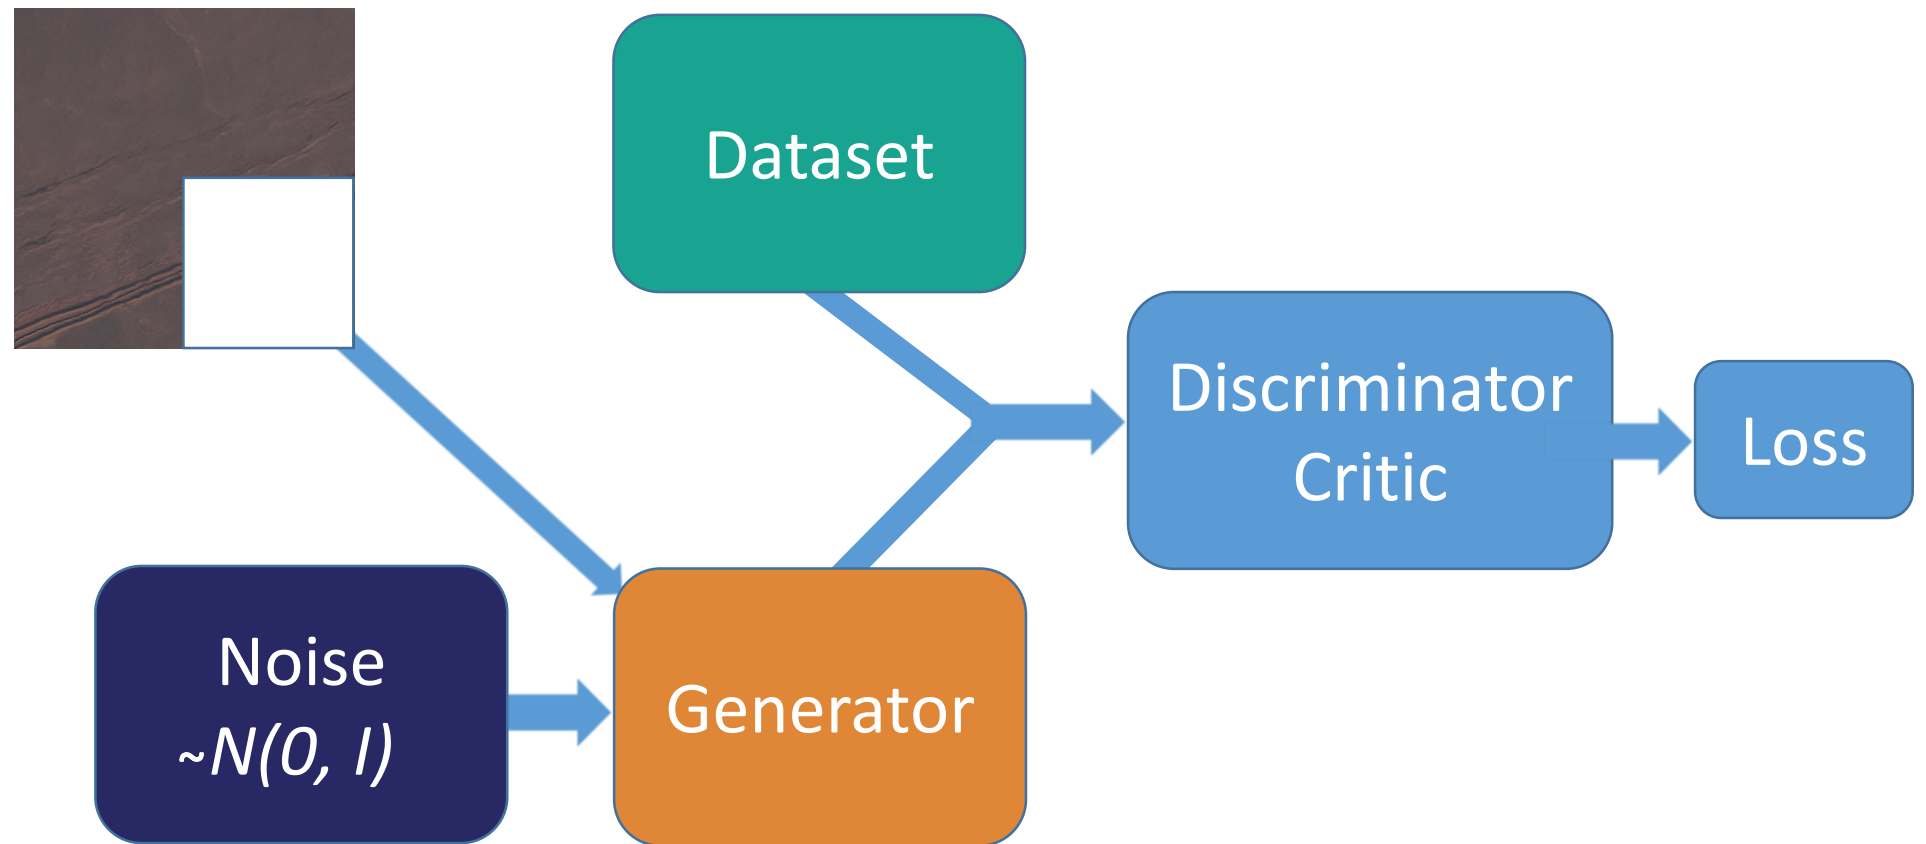 Dataset
Discriminator
Critic
Loss
Noise
~N(0, I)
Generator